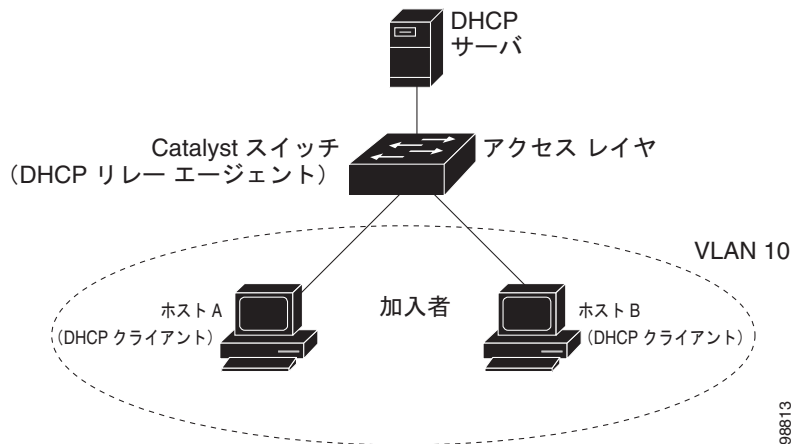 DHCP
サーバ
Catalyst スイッチ
(DHCP リレー エージェント)
アクセス レイヤ
VLAN 10
ホスト A
(DHCP クライアント)
加入者
ホスト B
(DHCP クライアント)
98813